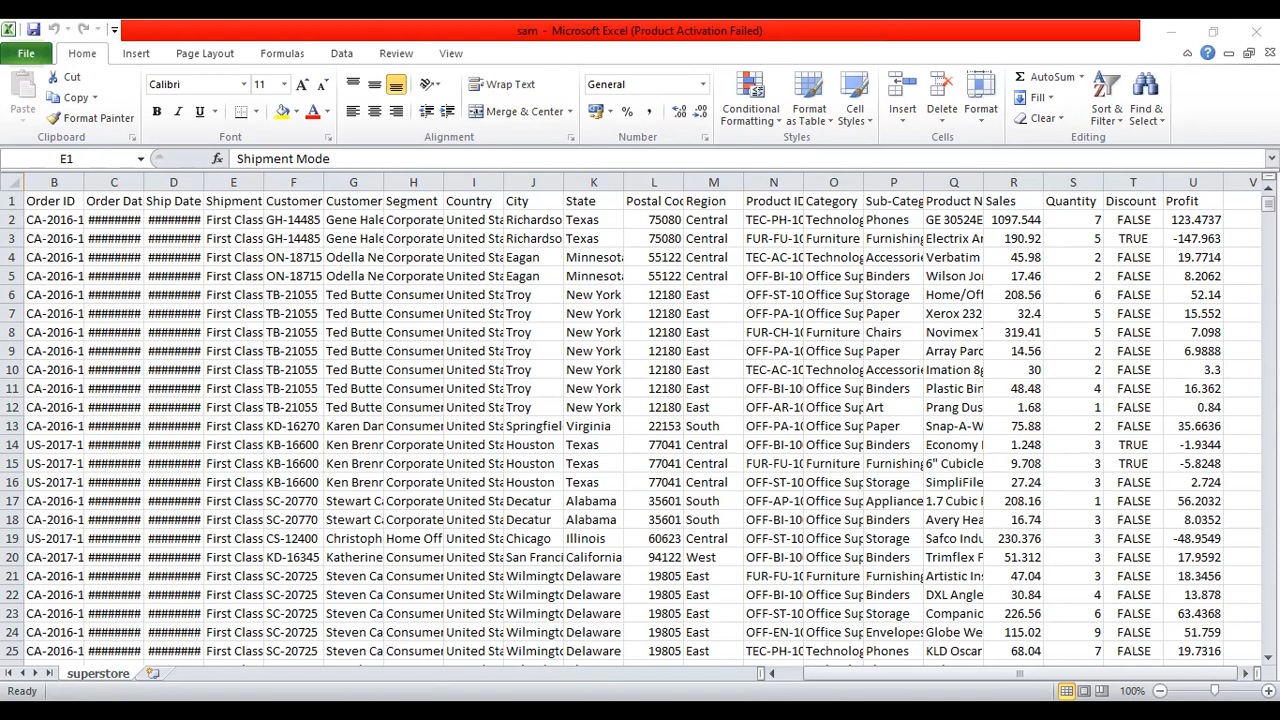 sam - Microsoft Excel (Product Activation Failed)
File Home Insert Page Layout Formulas Data Review View
Paste Cut Copy Format Painter Clipboard
Calibri 11 B I U A Font
Wrap Text Merge & Center Alignment
General % , Number
Conditional Formatting Format as Table Cell Styles Styles
Insert Delete Format Cells
AutoSum Fill Clear Sort & Filter Find & Select Editing
E1 fx Shipment Mode
B C D E F G H I J K L M N O P Q R S T U V
1 Order ID Order Dat Ship Date Shipment Customer Customer Segment Country City State Postal Coc Region Product ID Category Sub-Categ Product N Sales Quantity Discount Profit
2 CA-2016-1 ######## ######## First Class GH-14485 Gene Hale Corporate United Sta Richardso Texas 75080 Central TEC-PH-10 Technolog Phones GE 30524E 1097.544 7 FALSE 123.4737
3 CA-2016-1 ######## ######## First Class GH-14485 Gene Hale Corporate United Sta Richardso Texas 75080 Central FUR-FU-10 Furniture Furnishing Electrix Ar 190.92 5 TRUE -147.963
4 CA-2016-1 ######## ######## First Class ON-18715 Odella Ne Corporate United Sta Eagan Minnesota 55122 Central TEC-AC-10 Technolog Accessorie Verbatim 45.98 2 FALSE 19.7714
5 CA-2016-1 ######## ######## First Class ON-18715 Odella Ne Corporate United Sta Eagan Minnesota 55122 Central OFF-BI-10 Office Sup Binders Wilson Jon 17.46 2 FALSE 8.2062
6 CA-2016-1 ######## ######## First Class TB-21055 Ted Butte Consumer United Sta Troy New York 12180 East OFF-ST-10 Office Sup Storage Home/Off 208.56 6 FALSE 52.14
7 CA-2016-1 ######## ######## First Class TB-21055 Ted Butte Consumer United Sta Troy New York 12180 East OFF-PA-10 Office Sup Paper Xerox 232 32.4 5 FALSE 15.552
8 CA-2016-1 ######## ######## First Class TB-21055 Ted Butte Consumer United Sta Troy New York 12180 East FUR-CH-10 Furniture Chairs Novimex T 319.41 5 FALSE 7.098
9 CA-2016-1 ######## ######## First Class TB-21055 Ted Butte Consumer United Sta Troy New York 12180 East OFF-PA-10 Office Sup Paper Array Parc 14.56 2 FALSE 6.9888
10 CA-2016-1 ######## ######## First Class TB-21055 Ted Butte Consumer United Sta Troy New York 12180 East TEC-AC-10 Technolog Accessorie Imation 8g 30 2 FALSE 3.3
11 CA-2016-1 ######## ######## First Class TB-21055 Ted Butte Consumer United Sta Troy New York 12180 East OFF-BI-10 Office Sup Binders Plastic Bin 48.48 4 FALSE 16.362
12 CA-2016-1 ######## ######## First Class TB-21055 Ted Butte Consumer United Sta Troy New York 12180 East OFF-AR-10 Office Sup Art Prang Dus 1.68 1 FALSE 0.84
13 CA-2016-1 ######## ######## First Class KD-16270 Karen Dan Consumer United Sta Springfiel Virginia 22153 South OFF-PA-10 Office Sup Paper Snap-A-W 75.88 2 FALSE 35.6636
14 US-2017-1 ######## ######## First Class KB-16600 Ken Brenn Corporate United Sta Houston Texas 77041 Central OFF-BI-10 Office Sup Binders Economy 1.248 3 TRUE -1.9344
15 US-2017-1 ######## ######## First Class KB-16600 Ken Brenn Corporate United Sta Houston Texas 77041 Central FUR-FU-10 Furniture Furnishing 6" Cubicle 9.708 3 TRUE -5.8248
16 US-2017-1 ######## ######## First Class KB-16600 Ken Brenn Corporate United Sta Houston Texas 77041 Central OFF-ST-10 Office Sup Storage SimpliFile 27.24 3 FALSE 2.724
17 CA-2016-1 ######## ######## First Class SC-20770 Stewart C Corporate United Sta Decatur Alabama 35601 South OFF-AP-10 Office Sup Appliance 1.7 Cubic 208.16 1 FALSE 56.2032
18 CA-2016-1 ######## ######## First Class SC-20770 Stewart C Corporate United Sta Decatur Alabama 35601 South OFF-BI-10 Office Sup Binders Avery Hea 16.74 3 FALSE 8.0352
19 US-2017-1 ######## ######## First Class CS-12400 Christoph Home Off United Sta Chicago Illinois 60623 Central OFF-ST-10 Office Sup Storage Safco Indu 230.376 3 FALSE -48.9549
20 CA-2017-1 ######## ######## First Class KD-16345 Katherine Consumer United Sta San Franci California 94122 West OFF-BI-10 Office Sup Binders Trimflex F 51.312 3 FALSE 17.9592
21 CA-2016-1 ######## ######## First Class SC-20725 Steven Ca Consumer United Sta Wilmingto Delaware 19805 East FUR-FU-10 Furniture Furnishing Artistic Ins 47.04 3 FALSE 18.3456
22 CA-2016-1 ######## ######## First Class SC-20725 Steven Ca Consumer United Sta Wilmingto Delaware 19805 East OFF-BI-10 Office Sup Binders DXL Angle 30.84 4 FALSE 13.878
23 CA-2016-1 ######## ######## First Class SC-20725 Steven Ca Consumer United Sta Wilmingto Delaware 19805 East OFF-ST-10 Office Sup Storage Companio 226.56 6 FALSE 63.4368
24 CA-2016-1 ######## ######## First Class SC-20725 Steven Ca Consumer United Sta Wilmingto Delaware 19805 East OFF-EN-10 Office Sup Envelopes Globe We 115.02 9 FALSE 51.759
25 CA-2016-1 ######## ######## First Class SC-20725 Steven Ca Consumer United Sta Wilmingto Delaware 19805 East TEC-PH-10 Technolog Phones KLD Oscar 68.04 7 FALSE 19.7316
superstore
Ready 100%